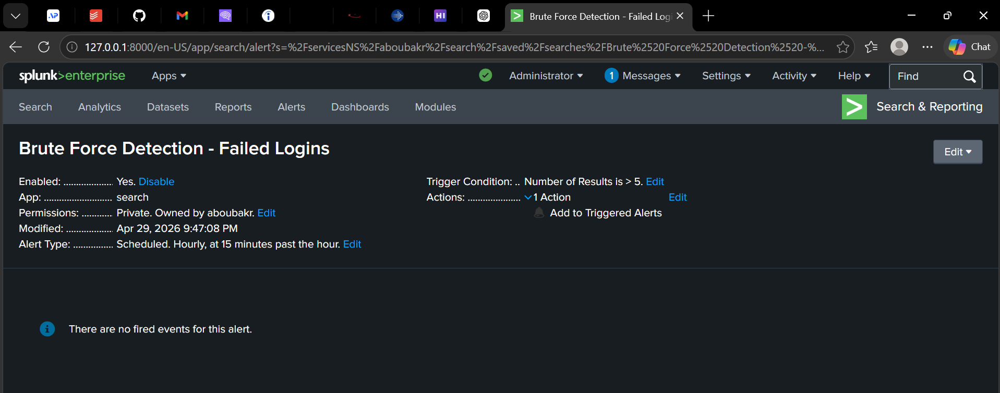 Brute Force Detection - Failed Logi
127.0.0.1:8000/en-US/app/search/alert?s=%2FservicesNS%2Faboubakr%2Fsearch%2Fsaved%2Fsearches%2FBrute%2520Force%2520Detection%2520-%...
Chat
splunk>enterprise Apps Administrator 1 Messages Settings Activity Help Find
Search Analytics Datasets Reports Alerts Dashboards Modules Search & Reporting
Brute Force Detection - Failed Logins
Edit
Enabled: ................... Yes. Disable
App: ........................... search
Permissions: ............ Private. Owned by aboubakr. Edit
Modified: .................. Apr 29, 2026 9:47:08 PM
Alert Type: ................ Scheduled. Hourly, at 15 minutes past the hour. Edit
Trigger Condition: .. Number of Results is > 5. Edit
Actions: ..................... 1 Action Edit
Add to Triggered Alerts
There are no fired events for this alert.